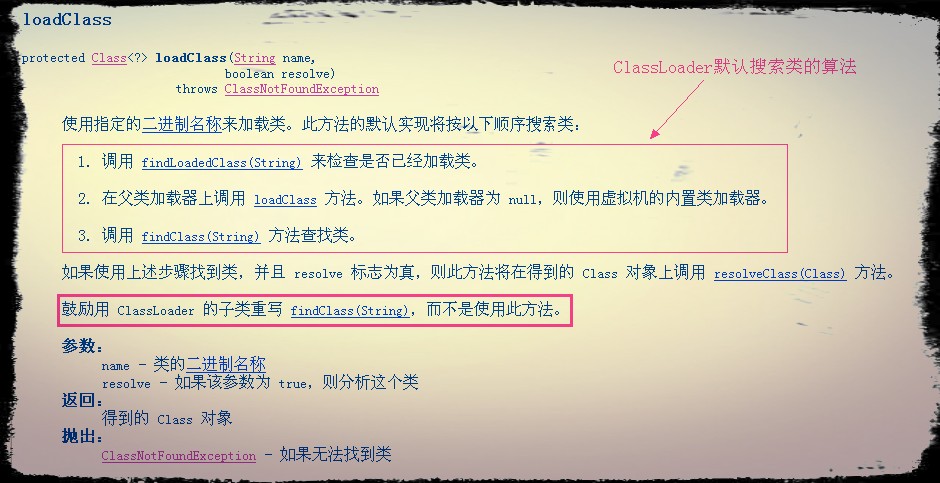 loadClass
protected Class<?> loadClass(String name,
boolean resolve)
throws ClassNotFoundException
ClassLoader默认搜索类的算法
使用指定的二进制名称来加载类。此方法的默认实现将按以下顺序搜索类：
1. 调用 findLoadedClass(String) 来检查是否已经加载类。
2. 在父类加载器上调用 loadClass 方法。如果父类加载器为 null，则使用虚拟机的内置类加载器。
3. 调用 findClass(String) 方法查找类。
如果使用上述步骤找到类，并且 resolve 标志为真，则此方法将在得到的 Class 对象上调用 resolveClass(Class) 方法。
鼓励用 ClassLoader 的子类重写 findClass(String)，而不是使用此方法。
参数：
name - 类的二进制名称
resolve - 如果该参数为 true，则分析这个类
返回：
得到的 Class 对象
抛出：
ClassNotFoundException - 如果无法找到类